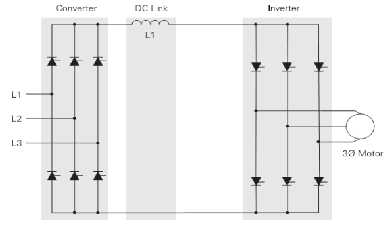 Converter DC Link Inverter
L1
L1
L2
L3
3Ø Motor